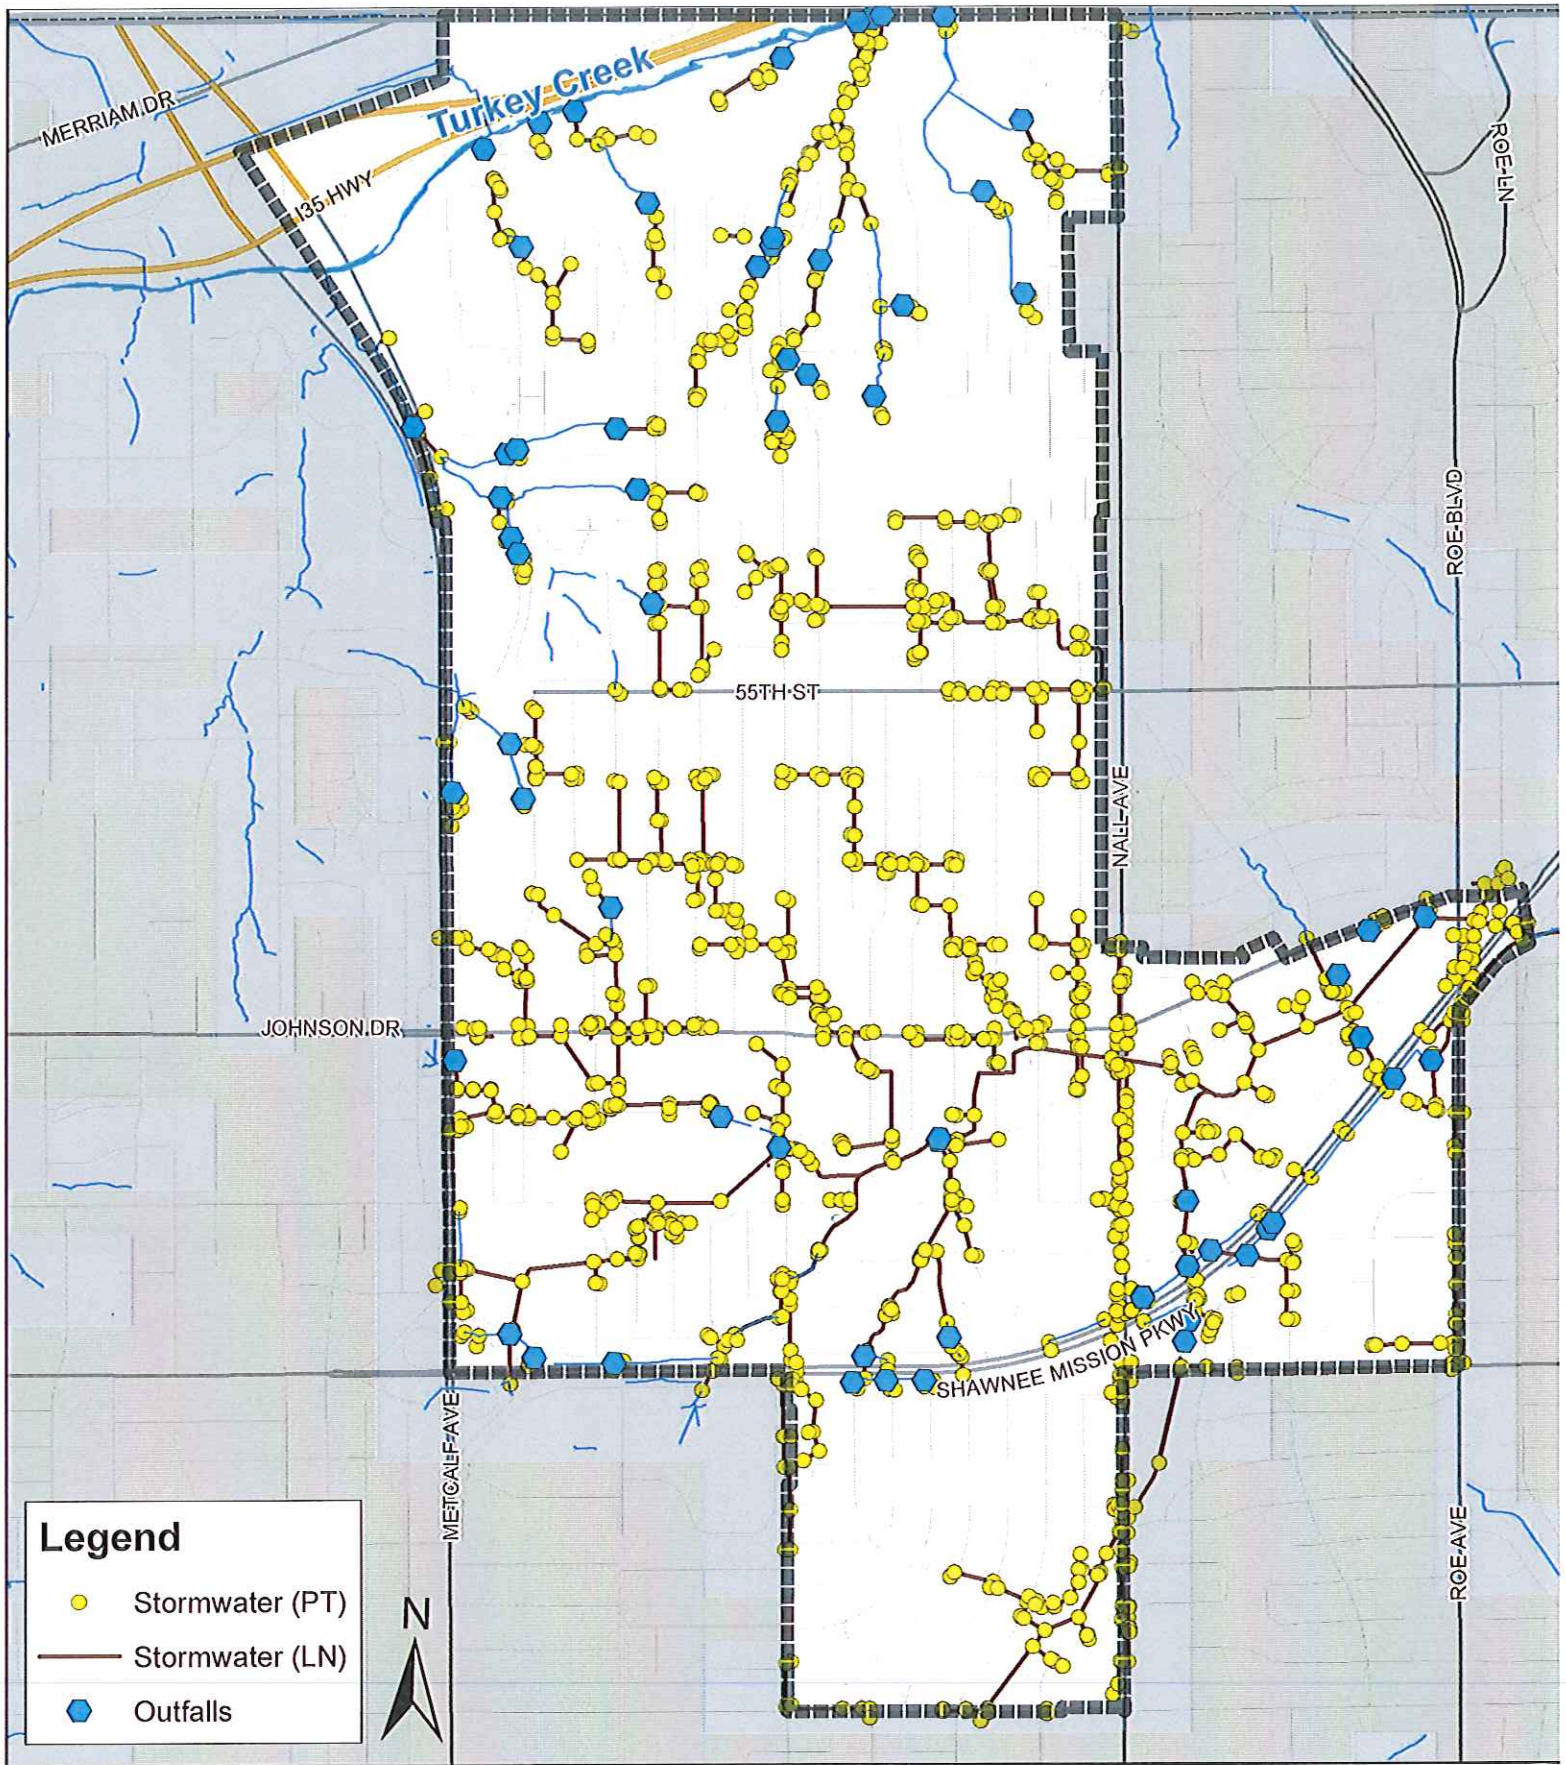 Turkey Creek
MERRIAM DR
I35 HWY
ROE LN
ROE BLVD
55TH ST
NALL AVE
JOHNSON DR
SHAWNEE MISSION PKWY
METCALF AVE
ROE AVE
Legend
Stormwater (PT)
Stormwater (LN)
Outfalls
N